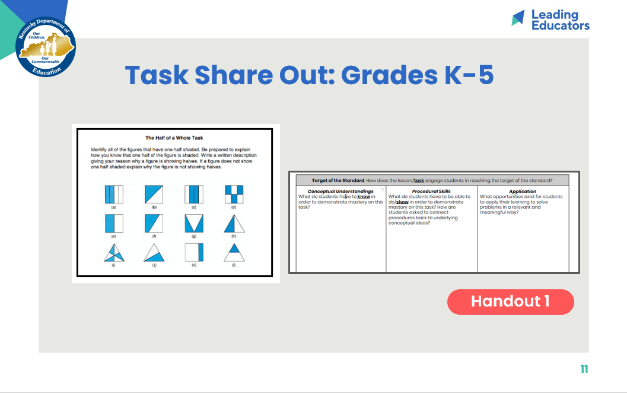 Kentucky Department of
Education
Our
Children,
Our
Commonwealth
Leading
Educators
Task Share Out: Grades K-5
The Half of a Whole Task
Identify all of the figures that have one half shaded. Be prepared to explain
how you know that one half of the figure is shaded. Write a written description
giving your reason why a figure is showing halves. If a figure does not show
one half shaded explain why the figure is not showing halves.
(a) (b) (c) (d)
(e) (f) (g) (h)
(i) (j) (k) (l)
Target of the Standard: How does the lesson/task engage students in reaching the target of the standard?
Conceptual Understandings
What do students have to know in
order to demonstrate mastery on this
task?
Procedural Skills
What do students have to be able to
do/show in order to demonstrate
mastery on this task? How are
students asked to connect
procedures back to underlying
conceptual ideas?
Application
What opportunities exist for students
to apply their learning to solve
problems in a relevant and
meaningful way?
Handout 1
11